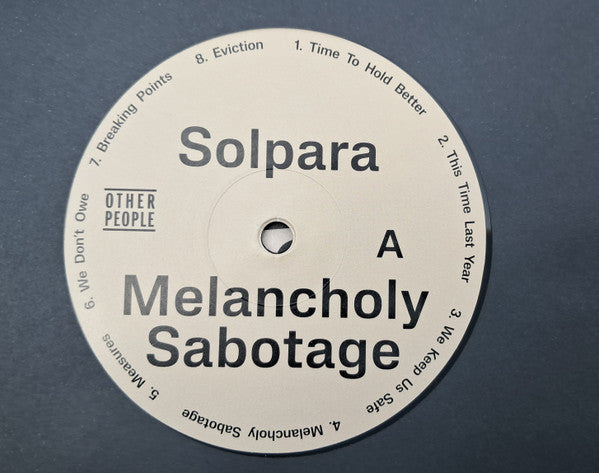 Solpara
OTHER
PEOPLE
A
Melancholy
Sabotage
1. Time To Hold Better
2. This Time Last Year
3. We Keep Us Safe
4. Melancholy Sabotage
5. Measures
6. We Don't Owe
7. Breaking Points
8. Eviction